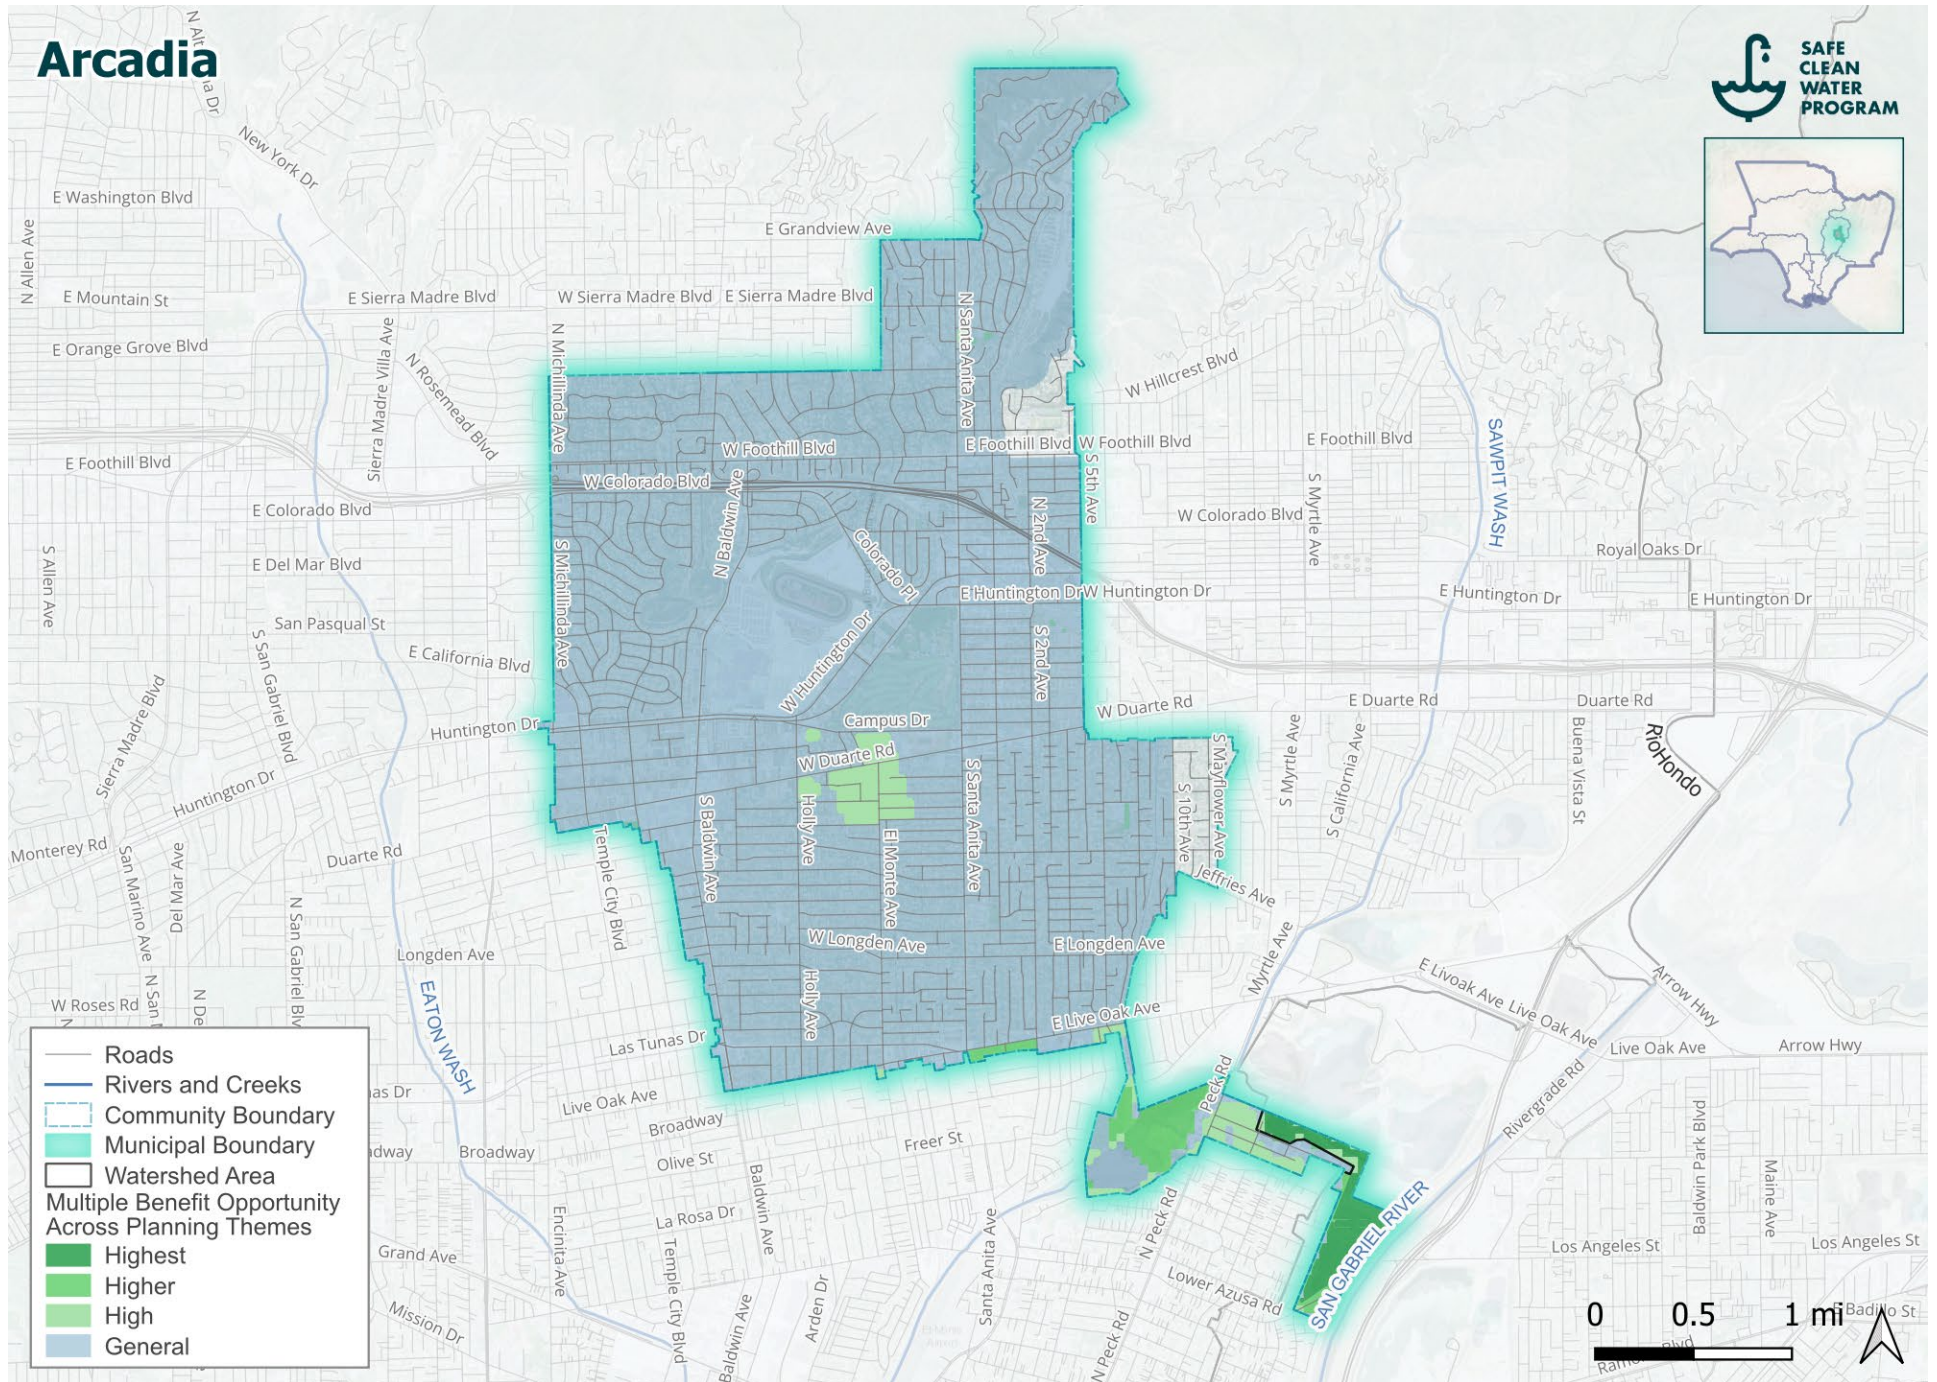 Arcadia
SAFE
CLEAN
WATER
PROGRAM
N Altadena Dr
New York Dr
E Washington Blvd
N Allen Ave
E Grandview Ave
E Mountain St
E Sierra Madre Blvd
W Sierra Madre Blvd
E Sierra Madre Blvd
E Orange Grove Blvd
Sierra Madre Villa Ave
N Rosemead Blvd
N Michillinda Ave
N Santa Anita Ave
W Hillcrest Blvd
E Foothill Blvd
W Foothill Blvd
E Foothill Blvd
W Foothill Blvd
E Foothill Blvd
W Colorado Blvd
N Baldwin Ave
S 5th Ave
S Myrtle Ave
SAWPIT WASH
E Colorado Blvd
N 2nd Ave
W Colorado Blvd
S Allen Ave
E Del Mar Blvd
S Michillinda Ave
Colorado Pl
Royal Oaks Dr
E Huntington Dr
W Huntington Dr
E Huntington Dr
E Huntington Dr
San Pasqual St
S San Gabriel Blvd
E California Blvd
W Huntington Dr
S 2nd Ave
Sierra Madre Blvd
Huntington Dr
Campus Dr
W Duarte Rd
E Duarte Rd
Duarte Rd
Huntington Dr
W Duarte Rd
S Santa Anita Ave
S Mayflower Ave
S 10th Ave
S Myrtle Ave
S California Ave
Buena Vista St
RioHondo
Monterey Rd
San Marino Ave
Del Mar Ave
Duarte Rd
Temple City Blvd
S Baldwin Ave
Holly Ave
El Monte Ave
Jeffries Ave
N San Gabriel Blv
Longden Ave
W Longden Ave
E Longden Ave
Myrtle Ave
E Livoak Ave
Live Oak Ave
Arrow Hwy
W Roses Rd
N San M
N De
EATON WASH
Holly Ave
E Live Oak Ave
Las Tunas Dr
Live Oak Ave
Arrow Hwy
nas Dr
Live Oak Ave
Peck Rd
Rivergrade Rd
Broadway
adway
Broadway
Freer St
Olive St
Baldwin Ave
Baldwin Park Blvd
Maine Ave
Encinita Ave
La Rosa Dr
Santa Anita Ave
N Peck Rd
SAN GABRIEL RIVER
Grand Ave
Temple City Blvd
Los Angeles St
Los Angeles St
Lower Azusa Rd
Mission Dr
Baldwin Ave
Arden Dr
N Peck Rd
E Badillo St
Roads
Rivers and Creeks
Community Boundary
Municipal Boundary
Watershed Area
Multiple Benefit Opportunity
Across Planning Themes
Highest
Higher
High
General
0 0.5 1 mi